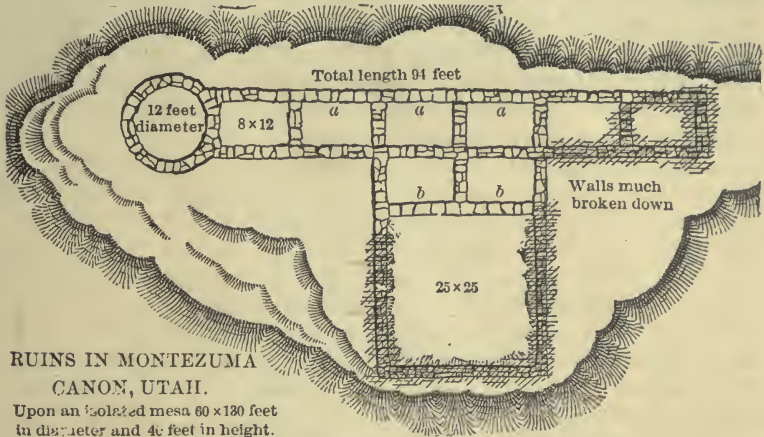 Total length 94 feet
12 feet
diameter
8 × 12
a
a
a
b
b
Walls much
broken down
25 × 25
RUINS IN MONTEZUMA
CANON, UTAH.
Upon an isolated mesa 60 × 130 feet
in diameter and 40 feet in height.